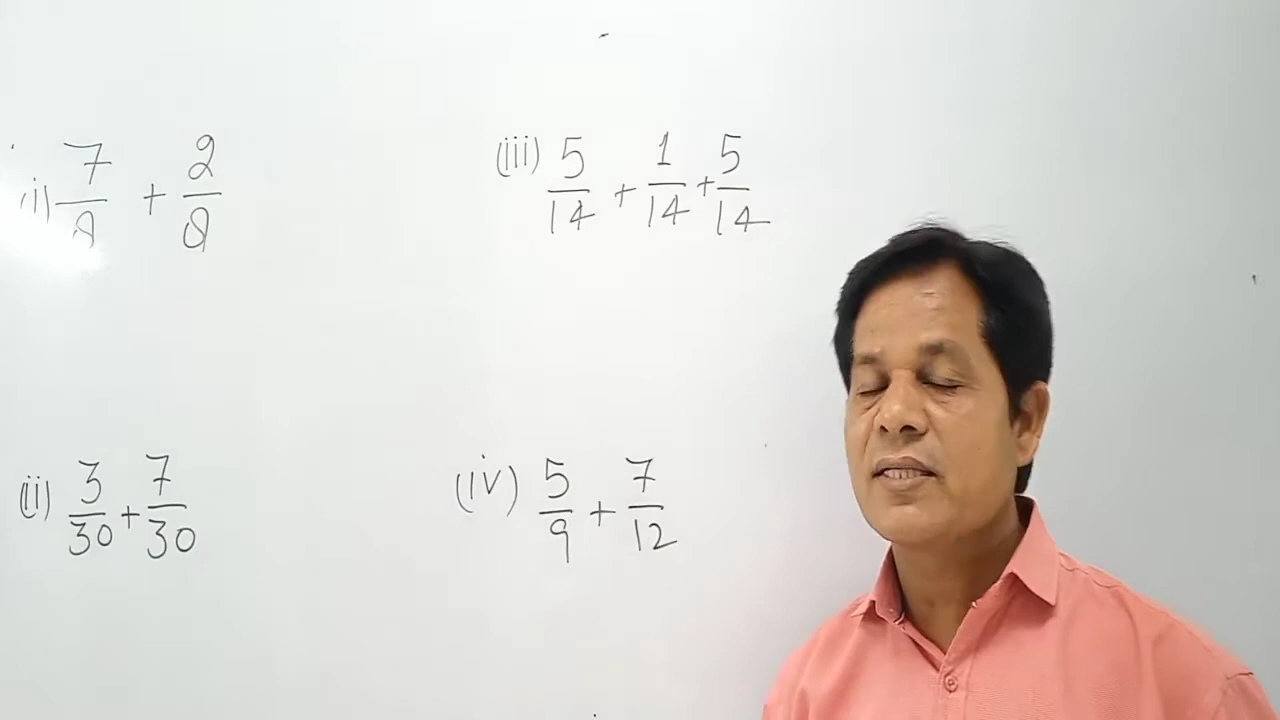 (i) 7/8 + 2/8
(iii) 5/14 + 1/14 + 5/14
(ii) 3/30 + 7/30
(iv) 5/9 + 7/12